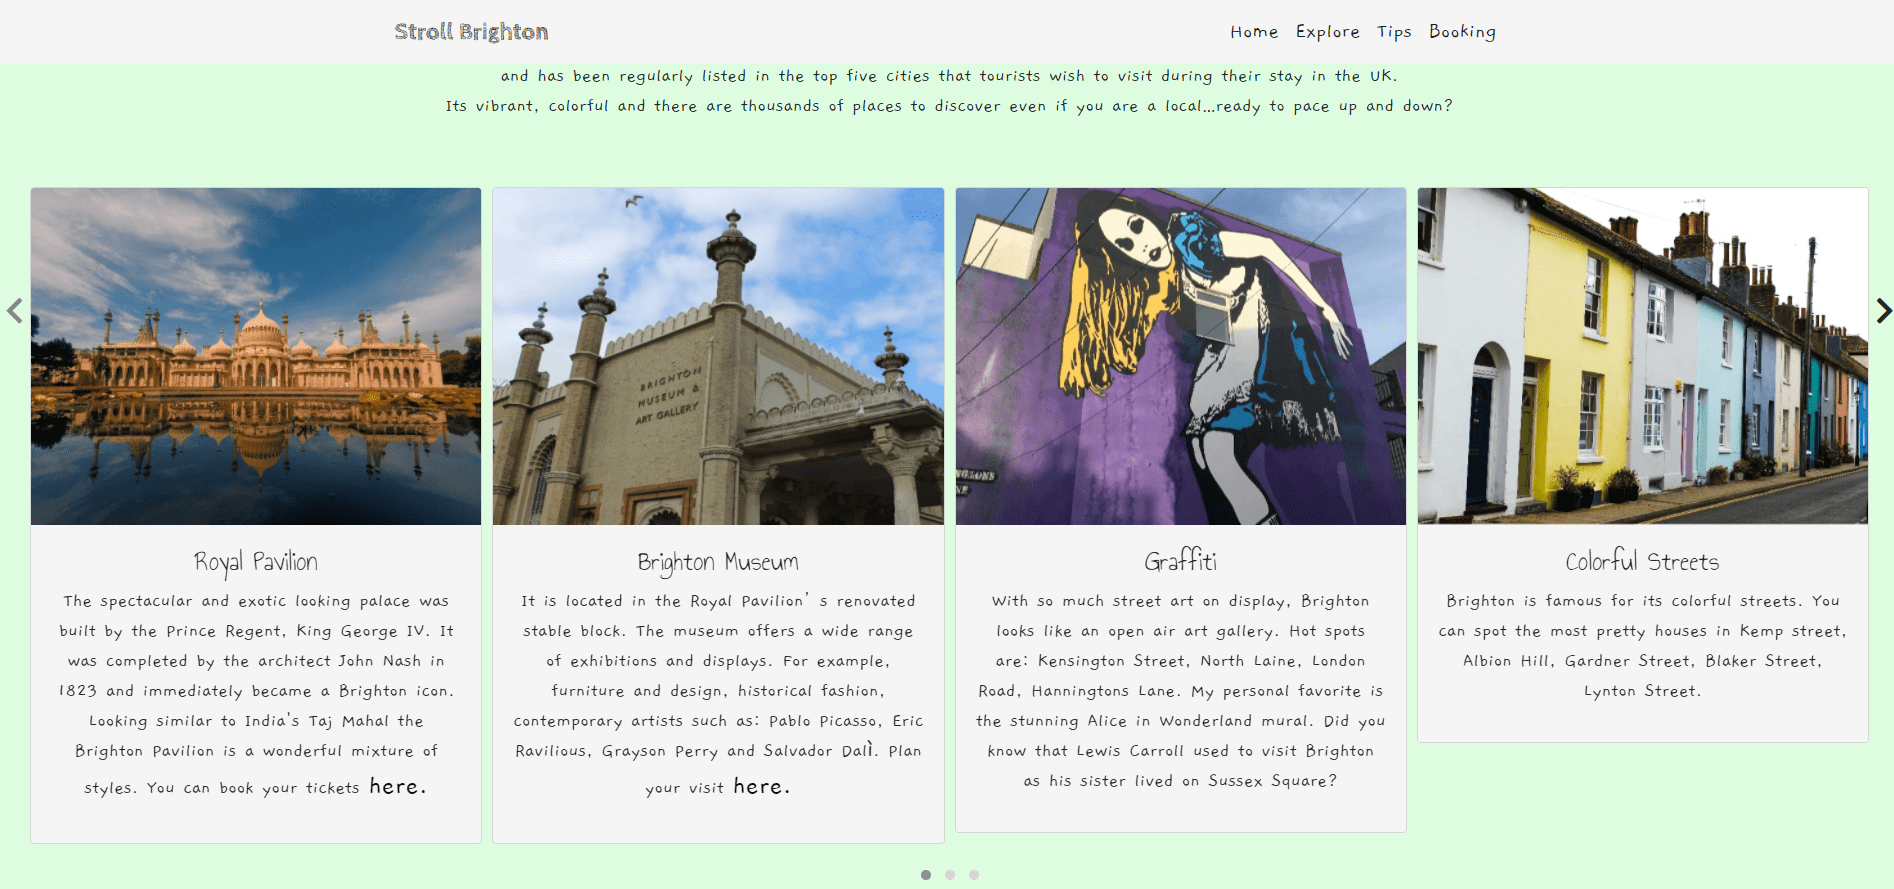 Stroll Brighton
Home Explore Tips Booking
and has been regularly listed in the top five cities that tourists wish to visit during their stay in the UK.
Its vibrant, colorful and there are thousands of places to discover even if you are a local...ready to pace up and down?
BRIGHTON
MUSEUM &
ART GALLERY
Royal Pavilion
The spectacular and exotic looking palace was
built by the Prince Regent, King George IV. It
was completed by the architect John Nash in
1823 and immediately became a Brighton icon.
Looking similar to India's Taj Mahal the
Brighton Pavilion is a wonderful mixture of
styles. You can book your tickets here.
Brighton Museum
It is located in the Royal Pavilion’s renovated
stable block. The museum offers a wide range
of exhibitions and displays. For example,
furniture and design, historical fashion,
contemporary artists such as: Pablo Picasso, Eric
Ravilious, Grayson Perry and Salvador Dalì. Plan
your visit here.
Graffiti
With so much street art on display, Brighton
looks like an open air art gallery. Hot spots
are: Kensington Street, North Laine, London
Road, Hanningtons Lane. My personal favorite is
the stunning Alice in Wonderland mural. Did you
know that Lewis Carroll used to visit Brighton
as his sister lived on Sussex Square?
Colorful Streets
Brighton is famous for its colorful streets. You
can spot the most pretty houses in Kemp street,
Albion Hill, Gardner Street, Blaker Street,
Lynton Street.